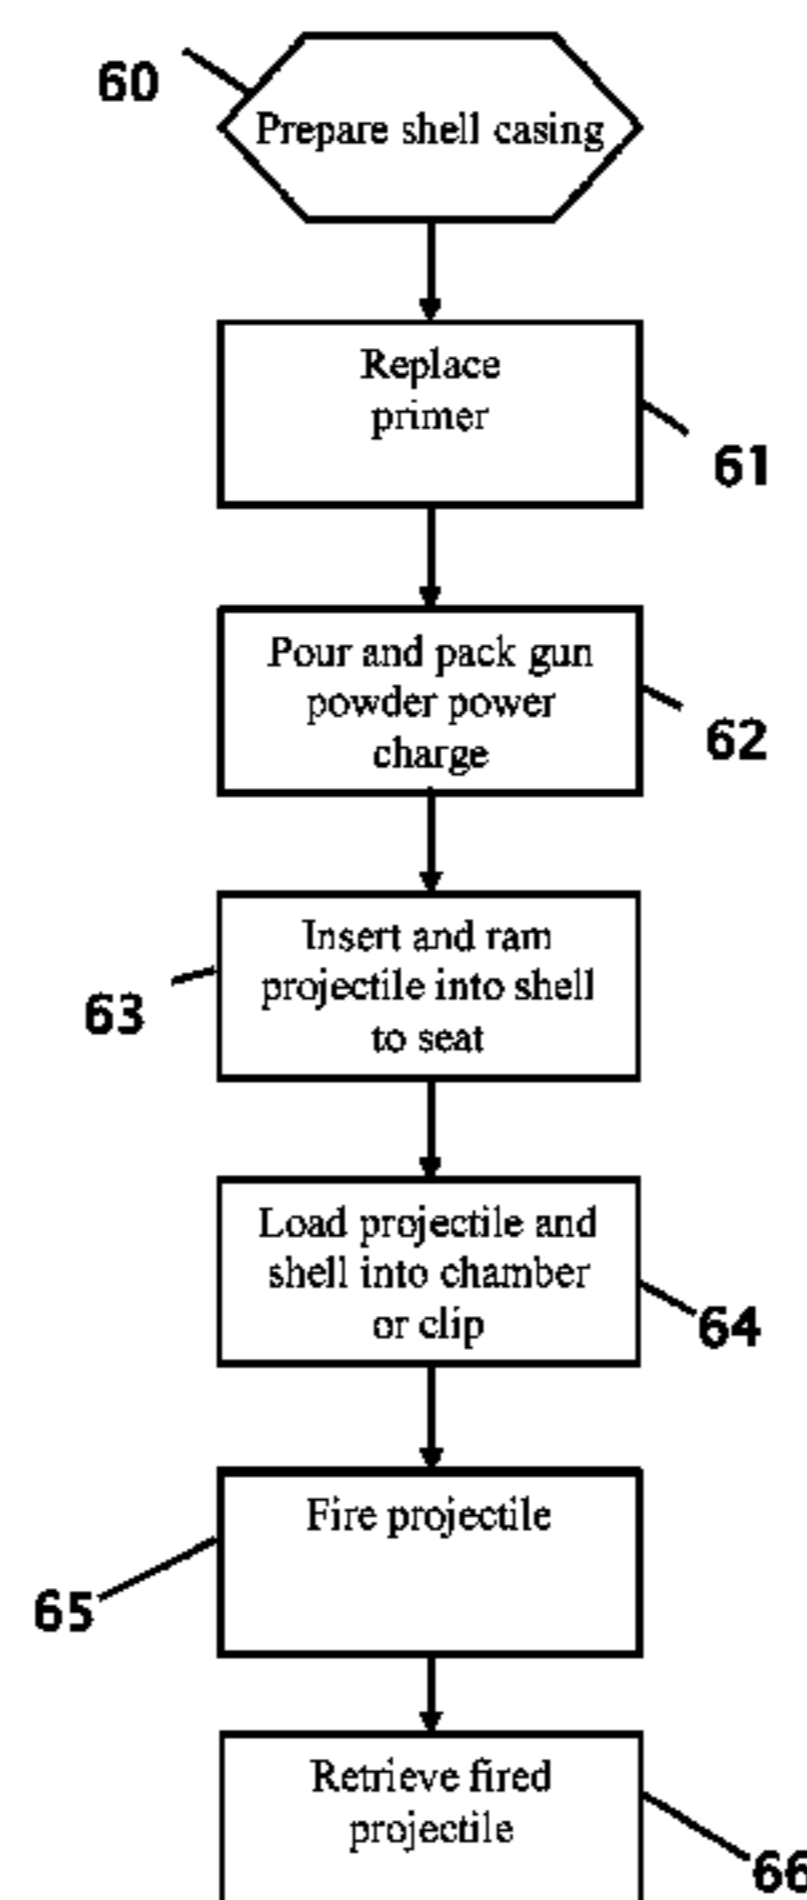 60
Prepare shell casing
Replace
primer
61
Pour and pack gun
powder power
charge
62
Insert and ram
projectile into shell
to seat
63
Load projectile and
shell into chamber
or clip
64
Fire projectile
65
Retrieve fired
projectile
66